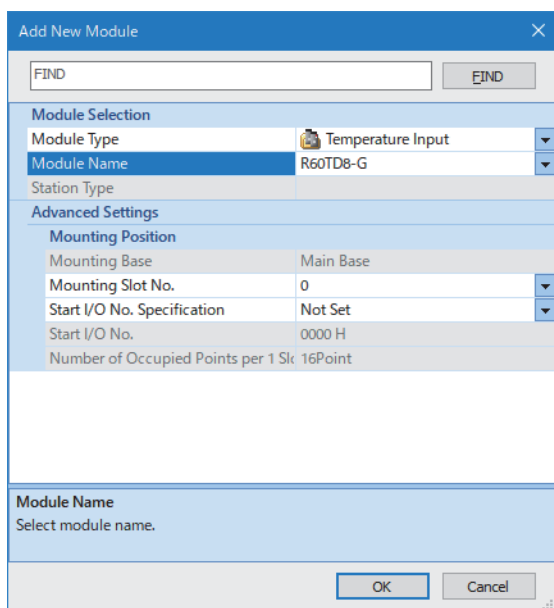 Add New Module
FIND
FIND
Module Selection
Module Type Temperature Input
Module Name R60TD8-G
Station Type
Advanced Settings
Mounting Position
Mounting Base Main Base
Mounting Slot No. 0
Start I/O No. Specification Not Set
Start I/O No. 0000 H
Number of Occupied Points per 1 Slo 16Point
Module Name
Select module name.
OK Cancel